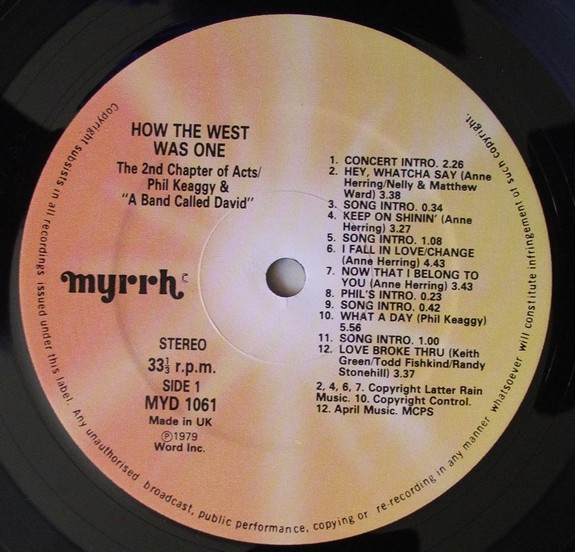 HOW THE WEST
WAS ONE
The 2nd Chapter of Acts/
Phil Keaggy &
"A Band Called David"
myrrh
STEREO
33⅓ r.p.m.
SIDE 1
MYD 1061
Made in UK
Ⓟ1979
Word Inc.
1. CONCERT INTRO. 2.26
2. HEY, WHATCHA SAY (Anne
Herring/Nelly & Matthew
Ward) 3.38
3. SONG INTRO. 0.34
4. KEEP ON SHININ' (Anne
Herring) 3.27
5. SONG INTRO. 1.08
6. I FALL IN LOVE/CHANGE
(Anne Herring) 4.43
7. NOW THAT I BELONG TO
YOU (Anne Herring) 3.43
8. PHIL'S INTRO. 0.23
9. SONG INTRO. 0.42
10. WHAT A DAY (Phil Keaggy)
5.56
11. SONG INTRO. 1.00
12. LOVE BROKE THRU (Keith
Green/Todd Fishkind/Randy
Stonehill) 3.37
2, 4, 6, 7. Copyright Latter Rain
Music. 10. Copyright Control.
12. April Music. MCPS
Copyright subsists in all recordings issued under this label. Any unauthorised broadcast, public performance, copying or re-recording in any manner whatsoever will constitute infringement of such copyright.